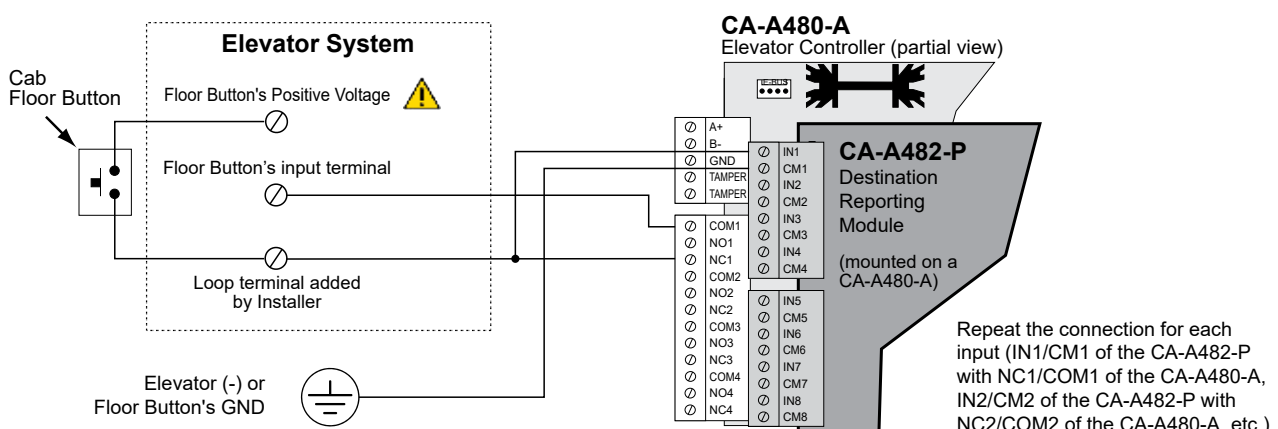 CA-A480-A
Elevator Controller (partial view)
Elevator System
Cab
Floor Button
Floor Button's Positive Voltage
Floor Button's input terminal
Loop terminal added
by Installer
Elevator (-) or
Floor Button's GND
E-BUS
A+
B-
GND
TAMPER
TAMPER
COM1
NO1
NC1
COM2
NO2
NC2
COM3
NO3
NC3
COM4
NO4
NC4
IN1
CM1
IN2
CM2
IN3
CM3
IN4
CM4
IN5
CM5
IN6
CM6
IN7
CM7
IN8
CM8
CA-A482-P
Destination
Reporting
Module
(mounted on a
CA-A480-A)
Repeat the connection for each
input (IN1/CM1 of the CA-A482-P
with NC1/COM1 of the CA-A480-A,
IN2/CM2 of the CA-A482-P with
NC2/COM2 of the CA-A480-A, etc.)